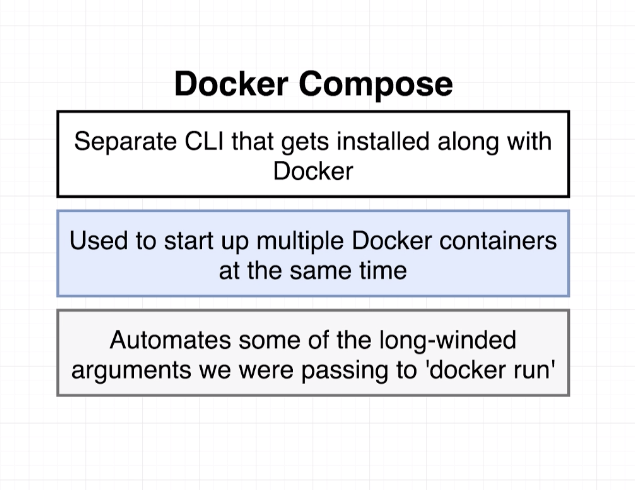 Docker Compose
Separate CLI that gets installed along with
Docker
Used to start up multiple Docker containers
at the same time
Automates some of the long-winded
arguments we were passing to 'docker run'